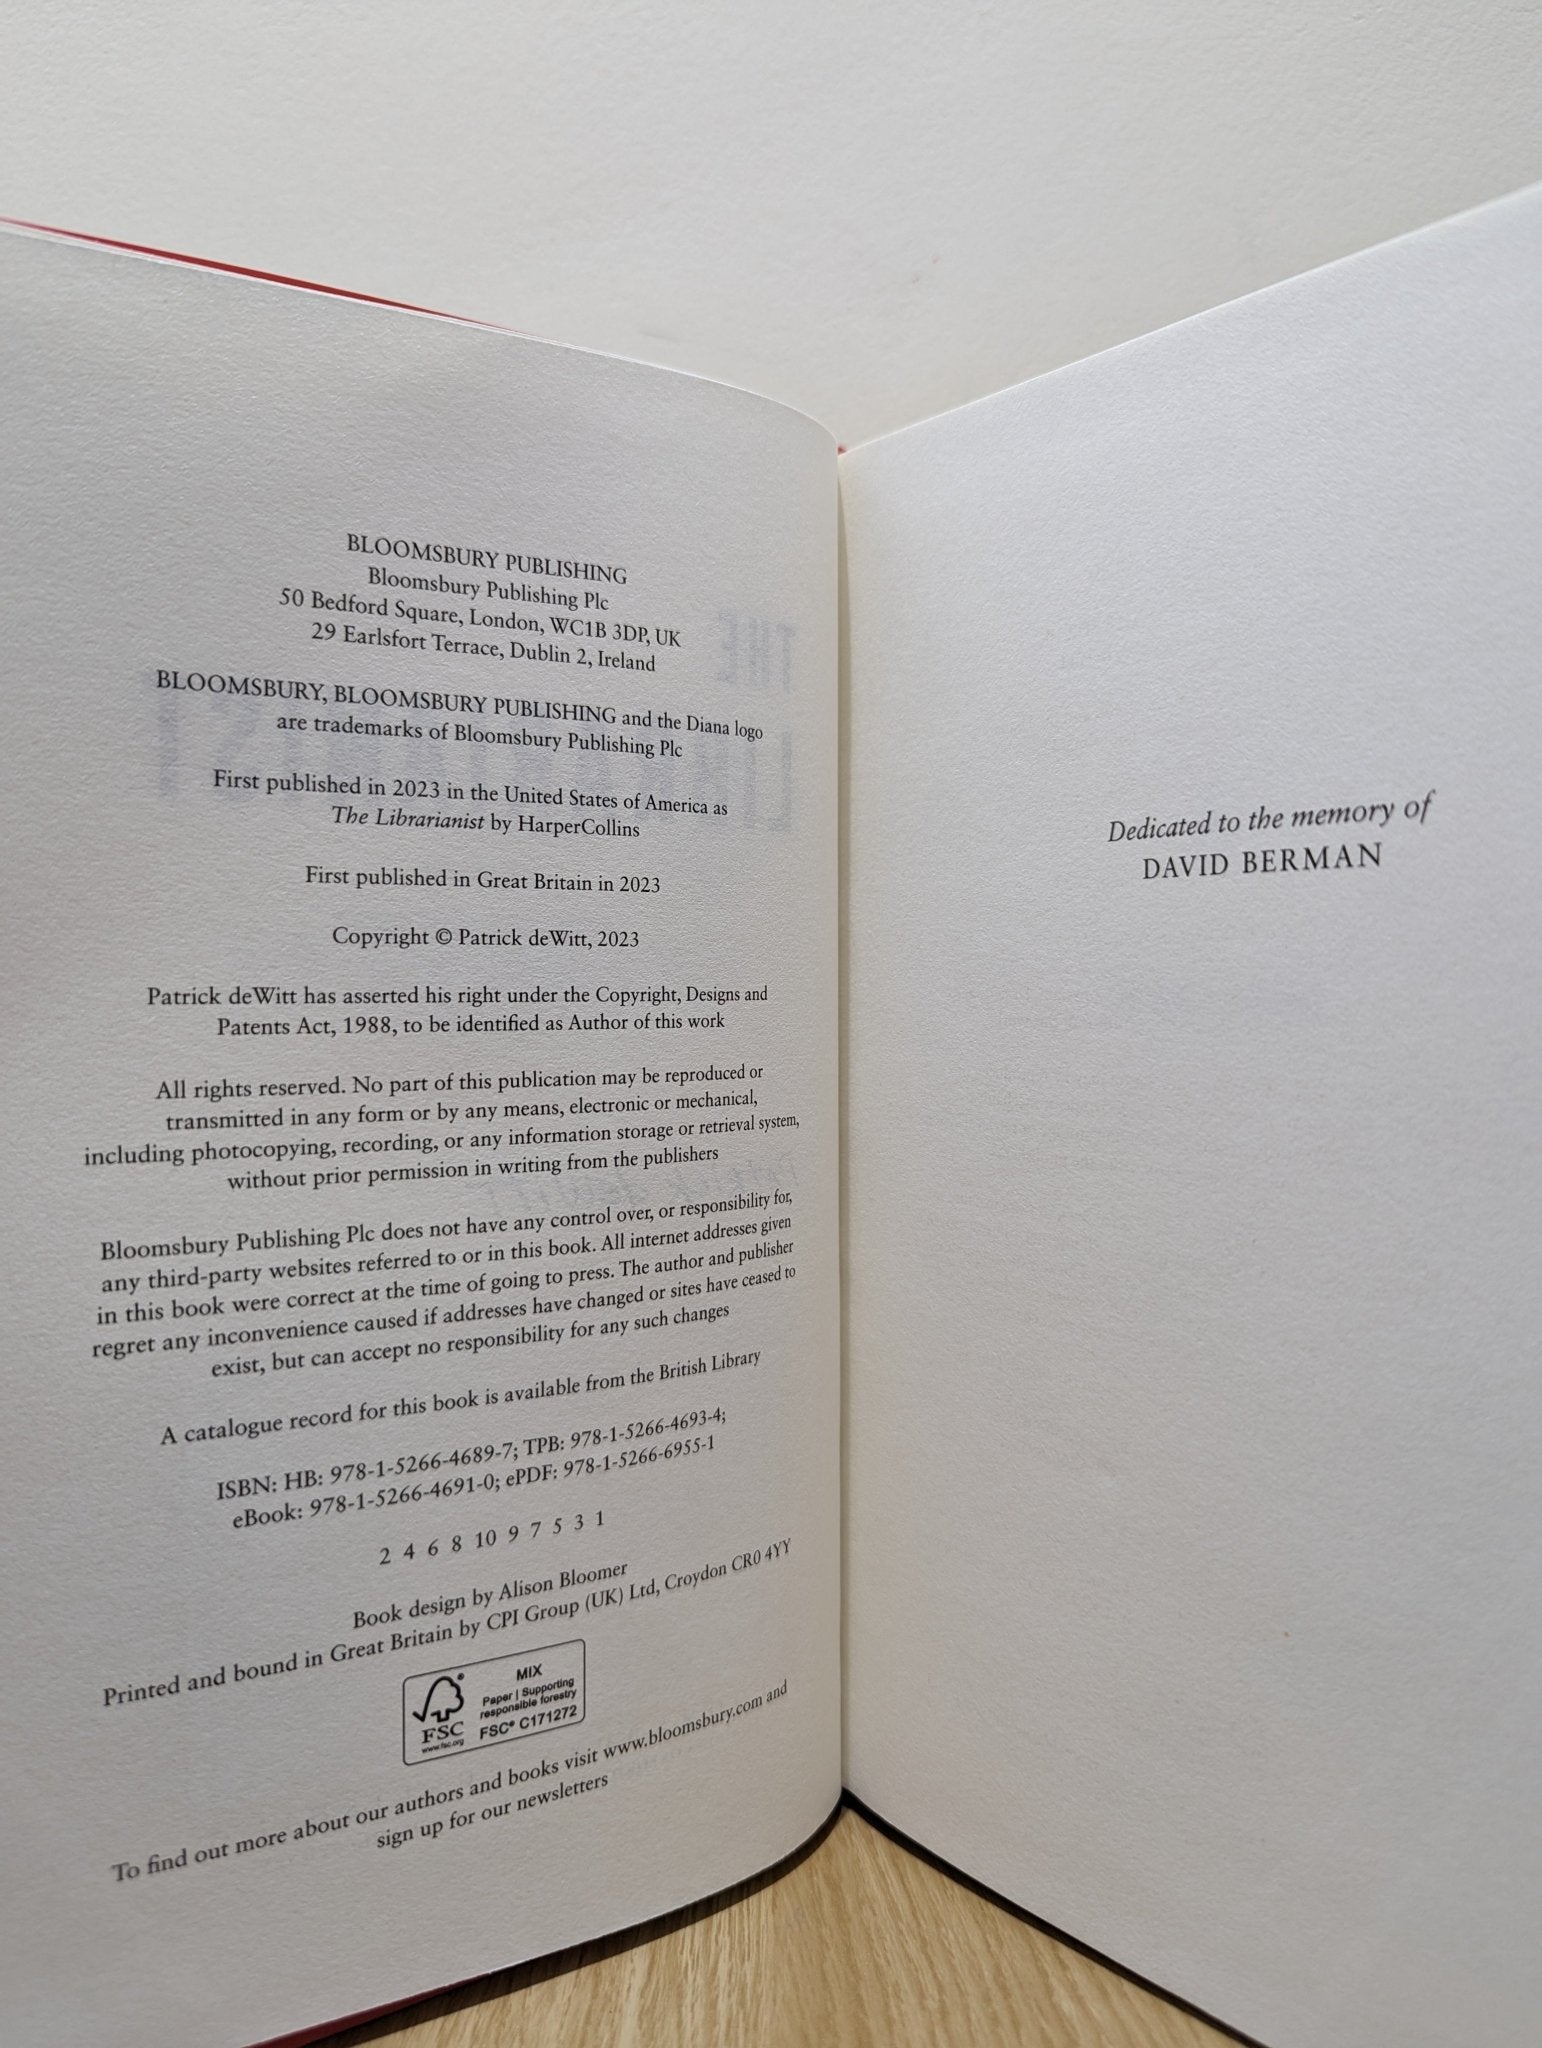 BLOOMSBURY PUBLISHING
Bloomsbury Publishing Plc
50 Bedford Square, London, WC1B 3DP, UK
29 Earlsfort Terrace, Dublin 2, Ireland
BLOOMSBURY, BLOOMSBURY PUBLISHING and the Diana logo
are trademarks of Bloomsbury Publishing Plc
First published in 2023 in the United States of America as
The Librarianist by HarperCollins
First published in Great Britain in 2023
Copyright © Patrick deWitt, 2023
Patrick deWitt has asserted his right under the Copyright, Designs and
Patents Act, 1988, to be identified as Author of this work
All rights reserved. No part of this publication may be reproduced or
transmitted in any form or by any means, electronic or mechanical,
including photocopying, recording, or any information storage or retrieval system,
without prior permission in writing from the publishers
Bloomsbury Publishing Plc does not have any control over, or responsibility for,
any third-party websites referred to or in this book. All internet addresses given
in this book were correct at the time of going to press. The author and publisher
regret any inconvenience caused if addresses have changed or sites have ceased to
exist, but can accept no responsibility for any such changes
A catalogue record for this book is available from the British Library
ISBN: HB: 978-1-5266-4689-7; TPB: 978-1-5266-4693-4;
eBook: 978-1-5266-4691-0; ePDF: 978-1-5266-6955-1
2 4 6 8 10 9 7 5 3 1
Book design by Alison Bloomer
Printed and bound in Great Britain by CPI Group (UK) Ltd, Croydon CR0 4YY
MIX
Paper | Supporting
responsible forestry
FSC® C171272
FSC
www.fsc.org
To find out more about our authors and books visit www.bloomsbury.com and
sign up for our newsletters
Dedicated to the memory of
DAVID BERMAN